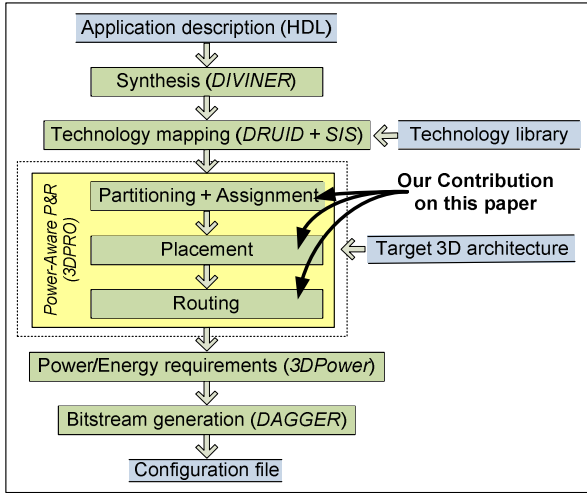 Application description (HDL)
Synthesis (DIVINER)
Technology mapping (DRUID + SIS)
Technology library
Power-Aware P&R
(3DPRO)
Partitioning + Assignment
Our Contribution
on this paper
Placement
Target 3D architecture
Routing
Power/Energy requirements (3DPower)
Bitstream generation (DAGGER)
Configuration file